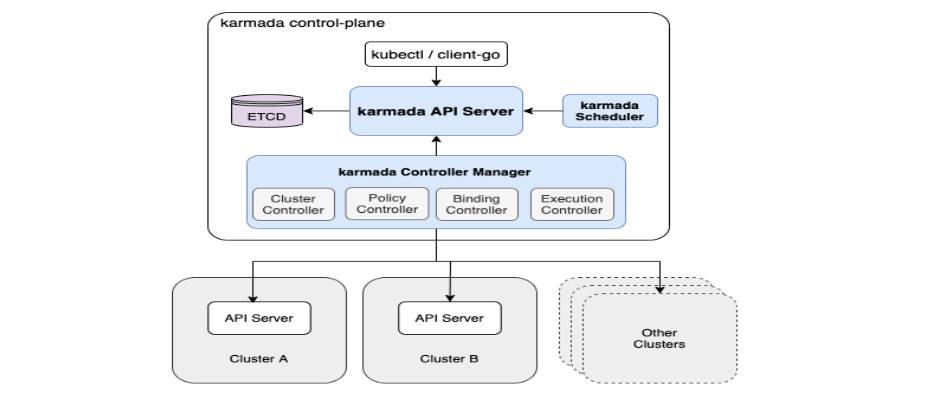 karmada control-plane
kubectl / client-go
karmada API Server
ETCD
karmada
Scheduler
karmada Controller Manager
Cluster
Controller
Policy
Controller
Binding
Controller
Execution
Controller
API Server
Cluster A
API Server
Cluster B
Other
Clusters